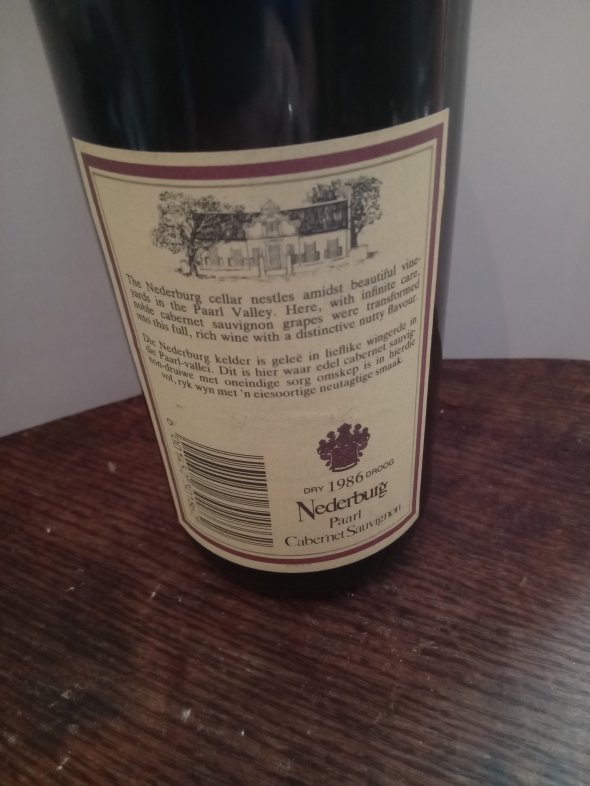 The Nederburg cellar nestles amidst beautiful vine-
yards in the Paarl Valley. Here, with infinite care,
noble cabernet sauvignon grapes were transformed
into this full, rich wine with a distinctive nutty flavour.
Die Nederburg kelder is geleë in lieflike wingerde in
die Paarl-vallei. Dit is hier waar edel cabernet sauvig-
non-druiwe met oneindige sorg omskep is in hierdie
vol, ryk wyn met 'n eiesoortige neutagtige smaak.
DRY 1986 DROOG
Nederburg
Paarl
Cabernet Sauvignon